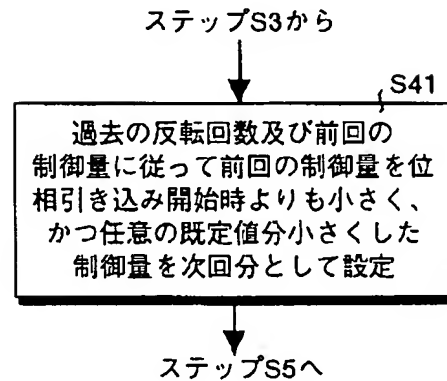 ステップS3から
S41
過去の反転回数及び前回の
制御量に従って前回の制御量を位
相引き込み開始時よりも小さく、
かつ任意の既定値分小さくした
制御量を次回分として設定
ステップS5へ